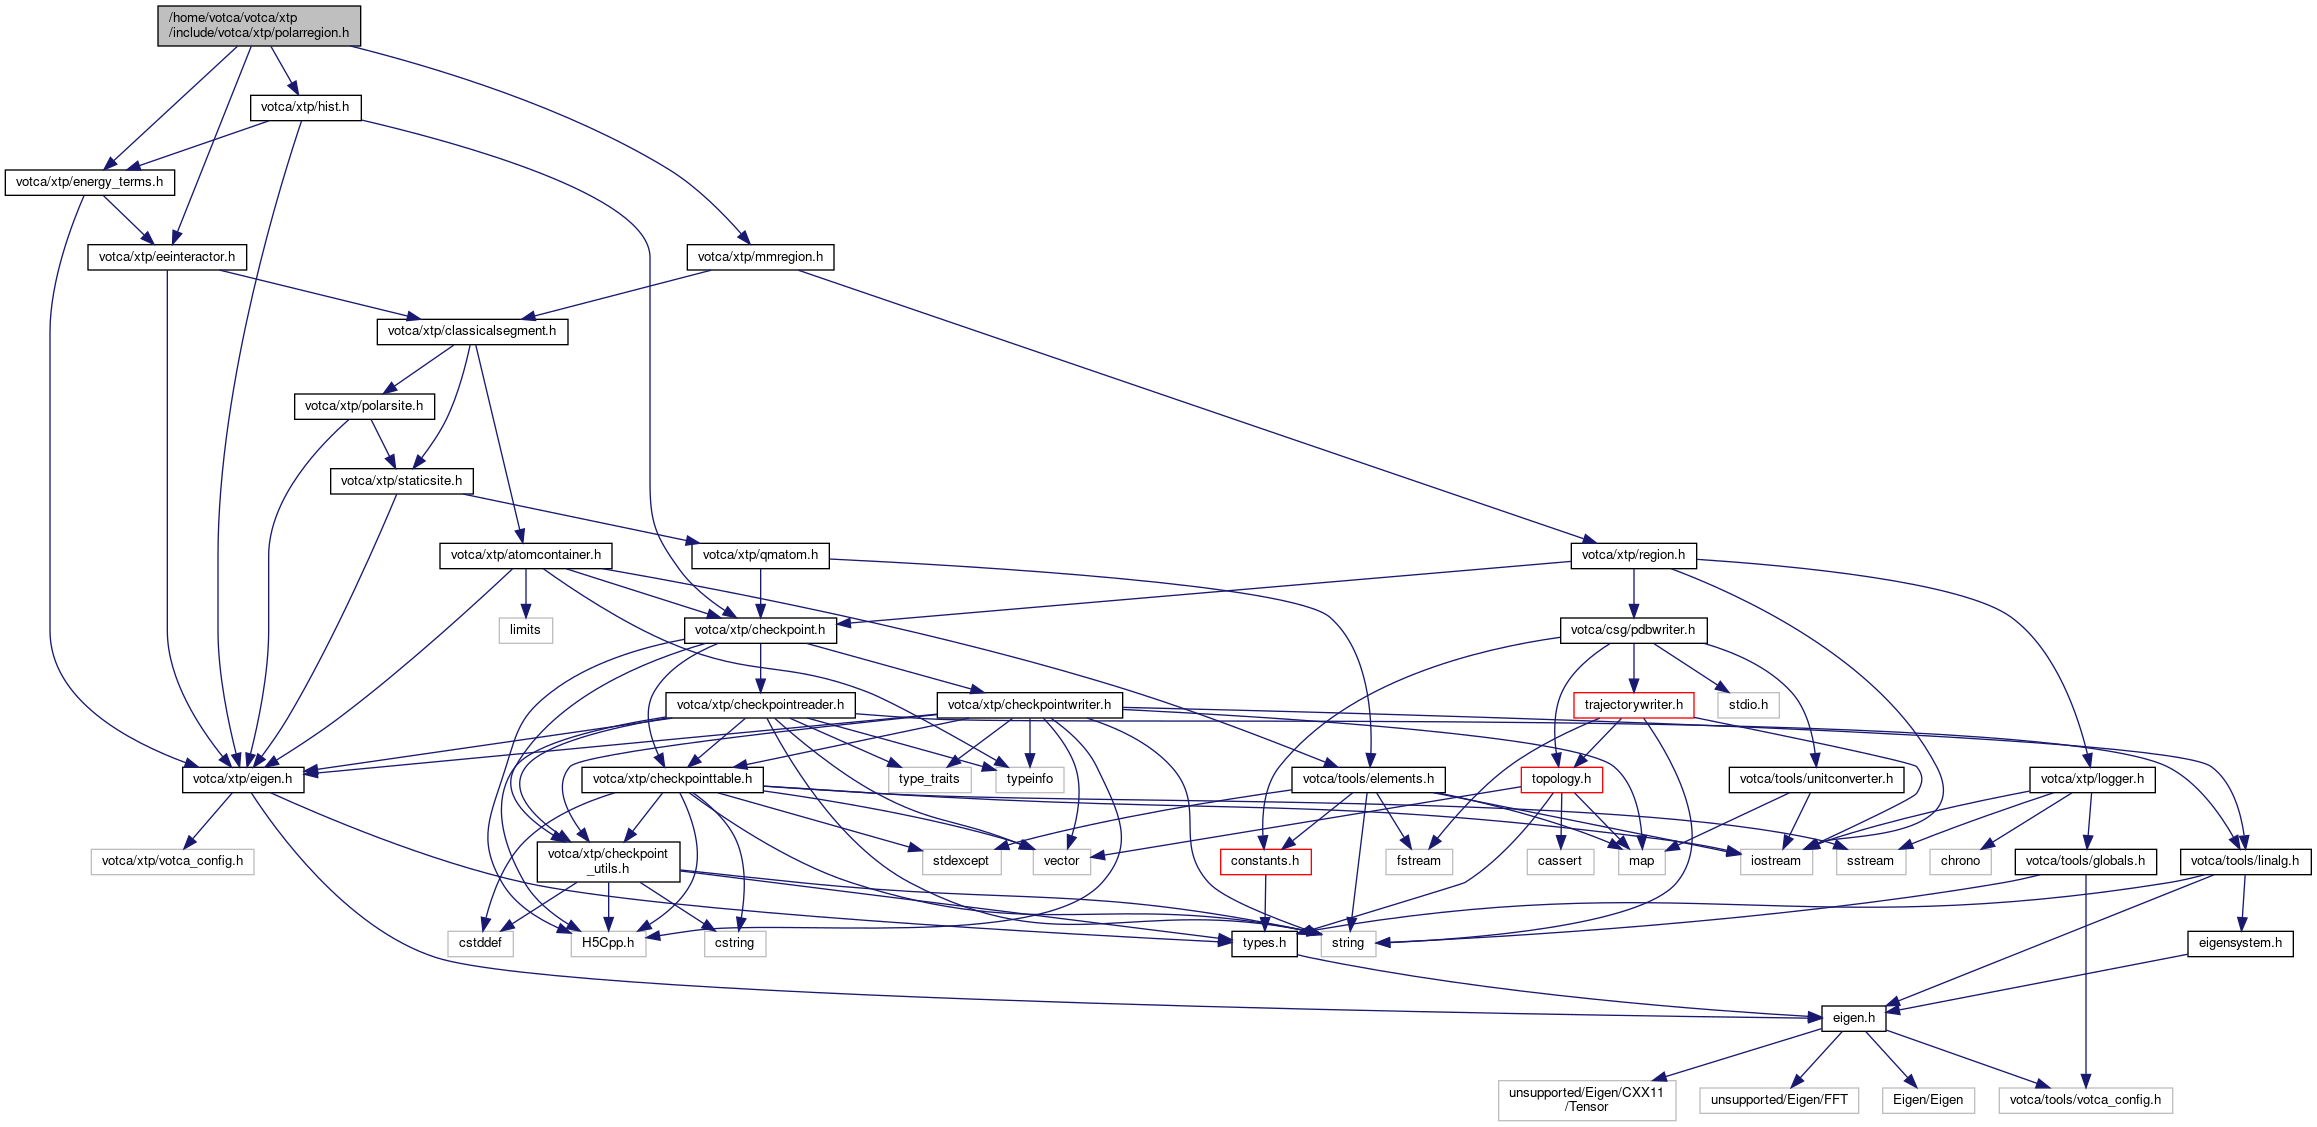 /home/votca/votca/xtp
/include/votca/xtp/polarregion.h
votca/xtp/hist.h
votca/xtp/energy_terms.h
votca/xtp/eeinteractor.h
votca/xtp/mmregion.h
votca/xtp/classicalsegment.h
votca/xtp/polarsite.h
votca/xtp/staticsite.h
votca/xtp/atomcontainer.h
votca/xtp/qmatom.h
votca/xtp/region.h
limits
votca/xtp/checkpoint.h
votca/csg/pdbwriter.h
votca/xtp/checkpointreader.h
votca/xtp/checkpointwriter.h
trajectorywriter.h
stdio.h
votca/xtp/eigen.h
votca/xtp/checkpointtable.h
type_traits
typeinfo
votca/tools/elements.h
topology.h
votca/tools/unitconverter.h
votca/xtp/logger.h
votca/xtp/votca_config.h
votca/xtp/checkpoint
_utils.h
stdexcept
vector
constants.h
fstream
cassert
map
iostream
sstream
chrono
votca/tools/globals.h
votca/tools/linalg.h
cstddef
H5Cpp.h
cstring
types.h
string
eigensystem.h
eigen.h
unsupported/Eigen/CXX11
/Tensor
unsupported/Eigen/FFT
Eigen/Eigen
votca/tools/votca_config.h